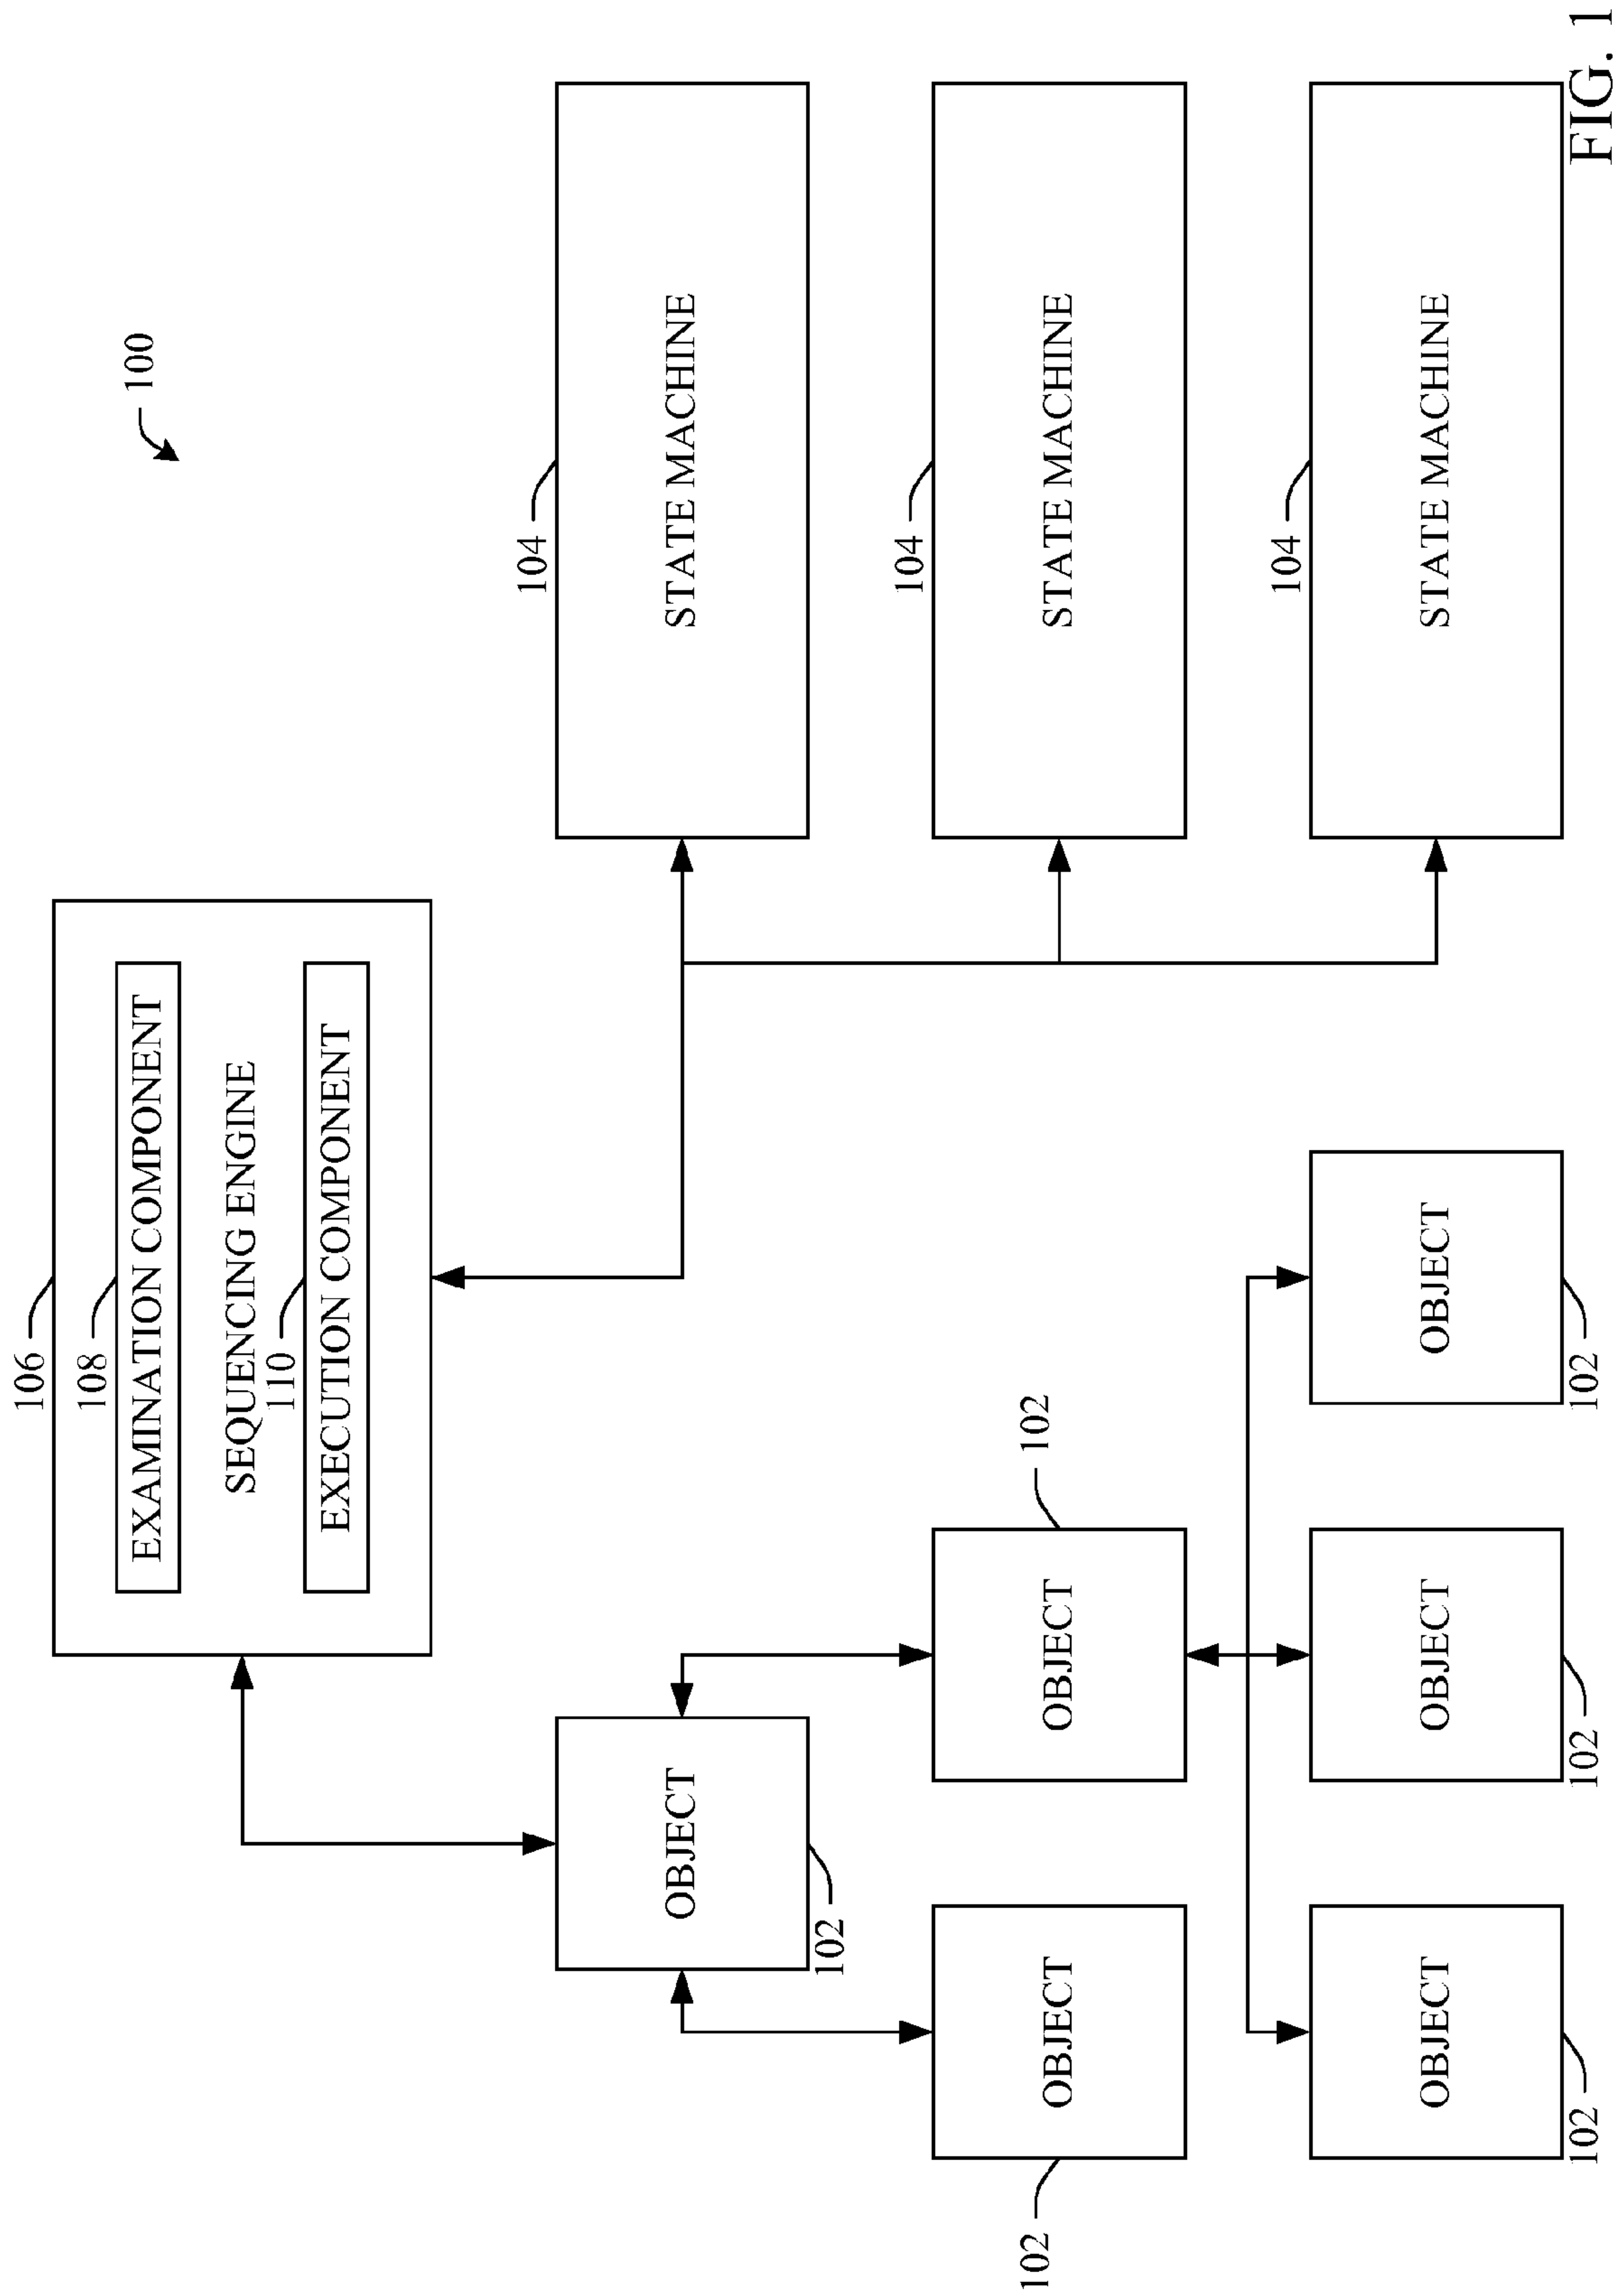 100
106
108
EXAMINATION COMPONENT
SEQUENCING ENGINE
110
EXECUTION COMPONENT
104
STATE MACHINE
OBJECT
102
102
OBJECT
102
OBJECT
104
STATE MACHINE
OBJECT
102
OBJECT
102
OBJECT
102
104
STATE MACHINE
FIG. 1